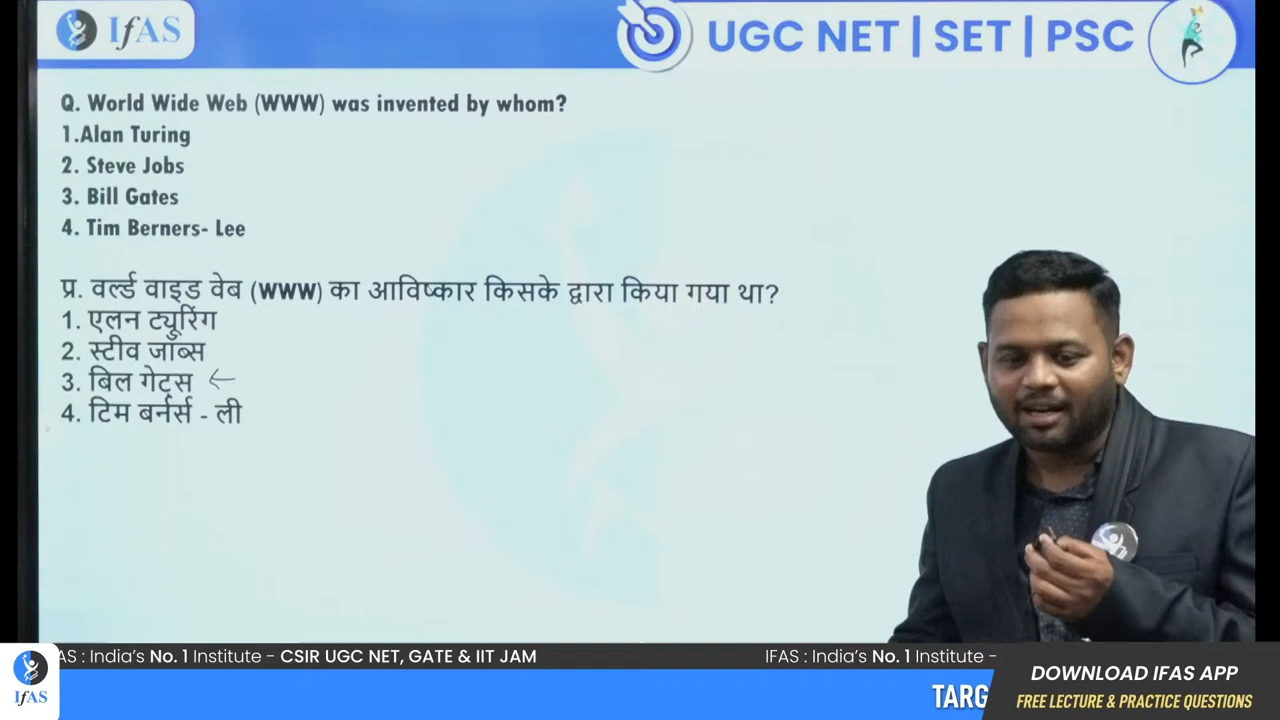 IfAS
UGC NET | SET | PSC
Q. World Wide Web (WWW) was invented by whom?
1.Alan Turing
2. Steve Jobs
3. Bill Gates
4. Tim Berners- Lee
प्र. वर्ल्ड वाइड वेब (WWW) का आविष्कार किसके द्वारा किया गया था?
1. एलन ट्यूरिंग
2. स्टीव जॉब्स
3. बिल गेट्स
4. टिम बर्नर्स - ली
AS : India's No. 1 Institute - CSIR UGC NET, GATE & IIT JAM
IFAS : India's No. 1 Institute -
IfAS
TARG
DOWNLOAD IFAS APP
FREE LECTURE & PRACTICE QUESTIONS